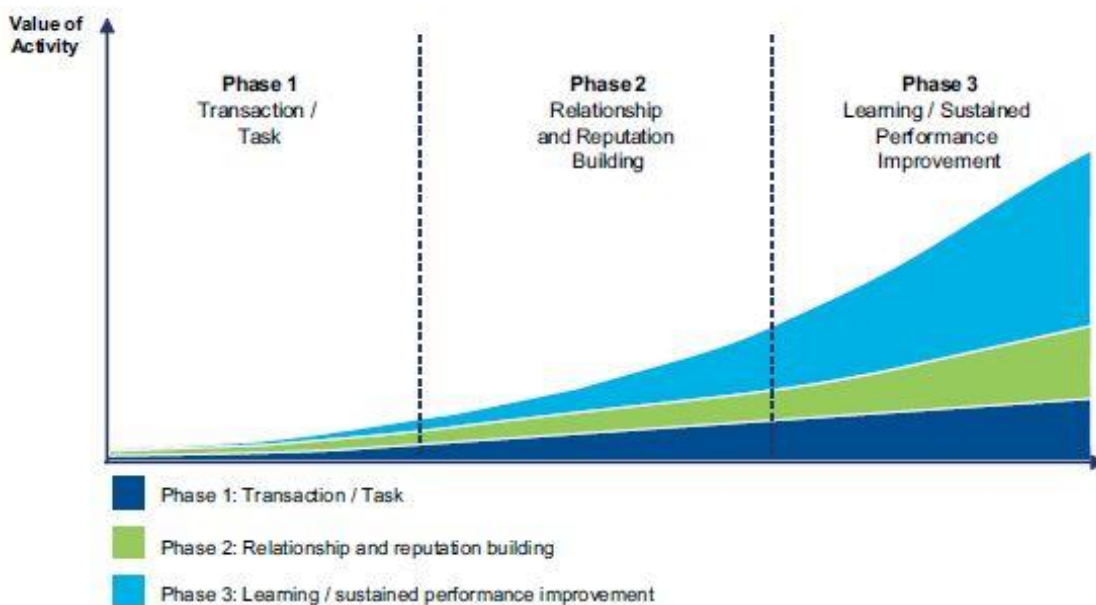 Value of
Activity
Phase 1
Transaction /
Task
Phase 2
Relationship
and Reputation
Building
Phase 3
Learning / Sustained
Performance
Improvement
Phase 1: Transaction / Task
Phase 2: Relationship and reputation building
Phase 3: Learning / sustained performance improvement